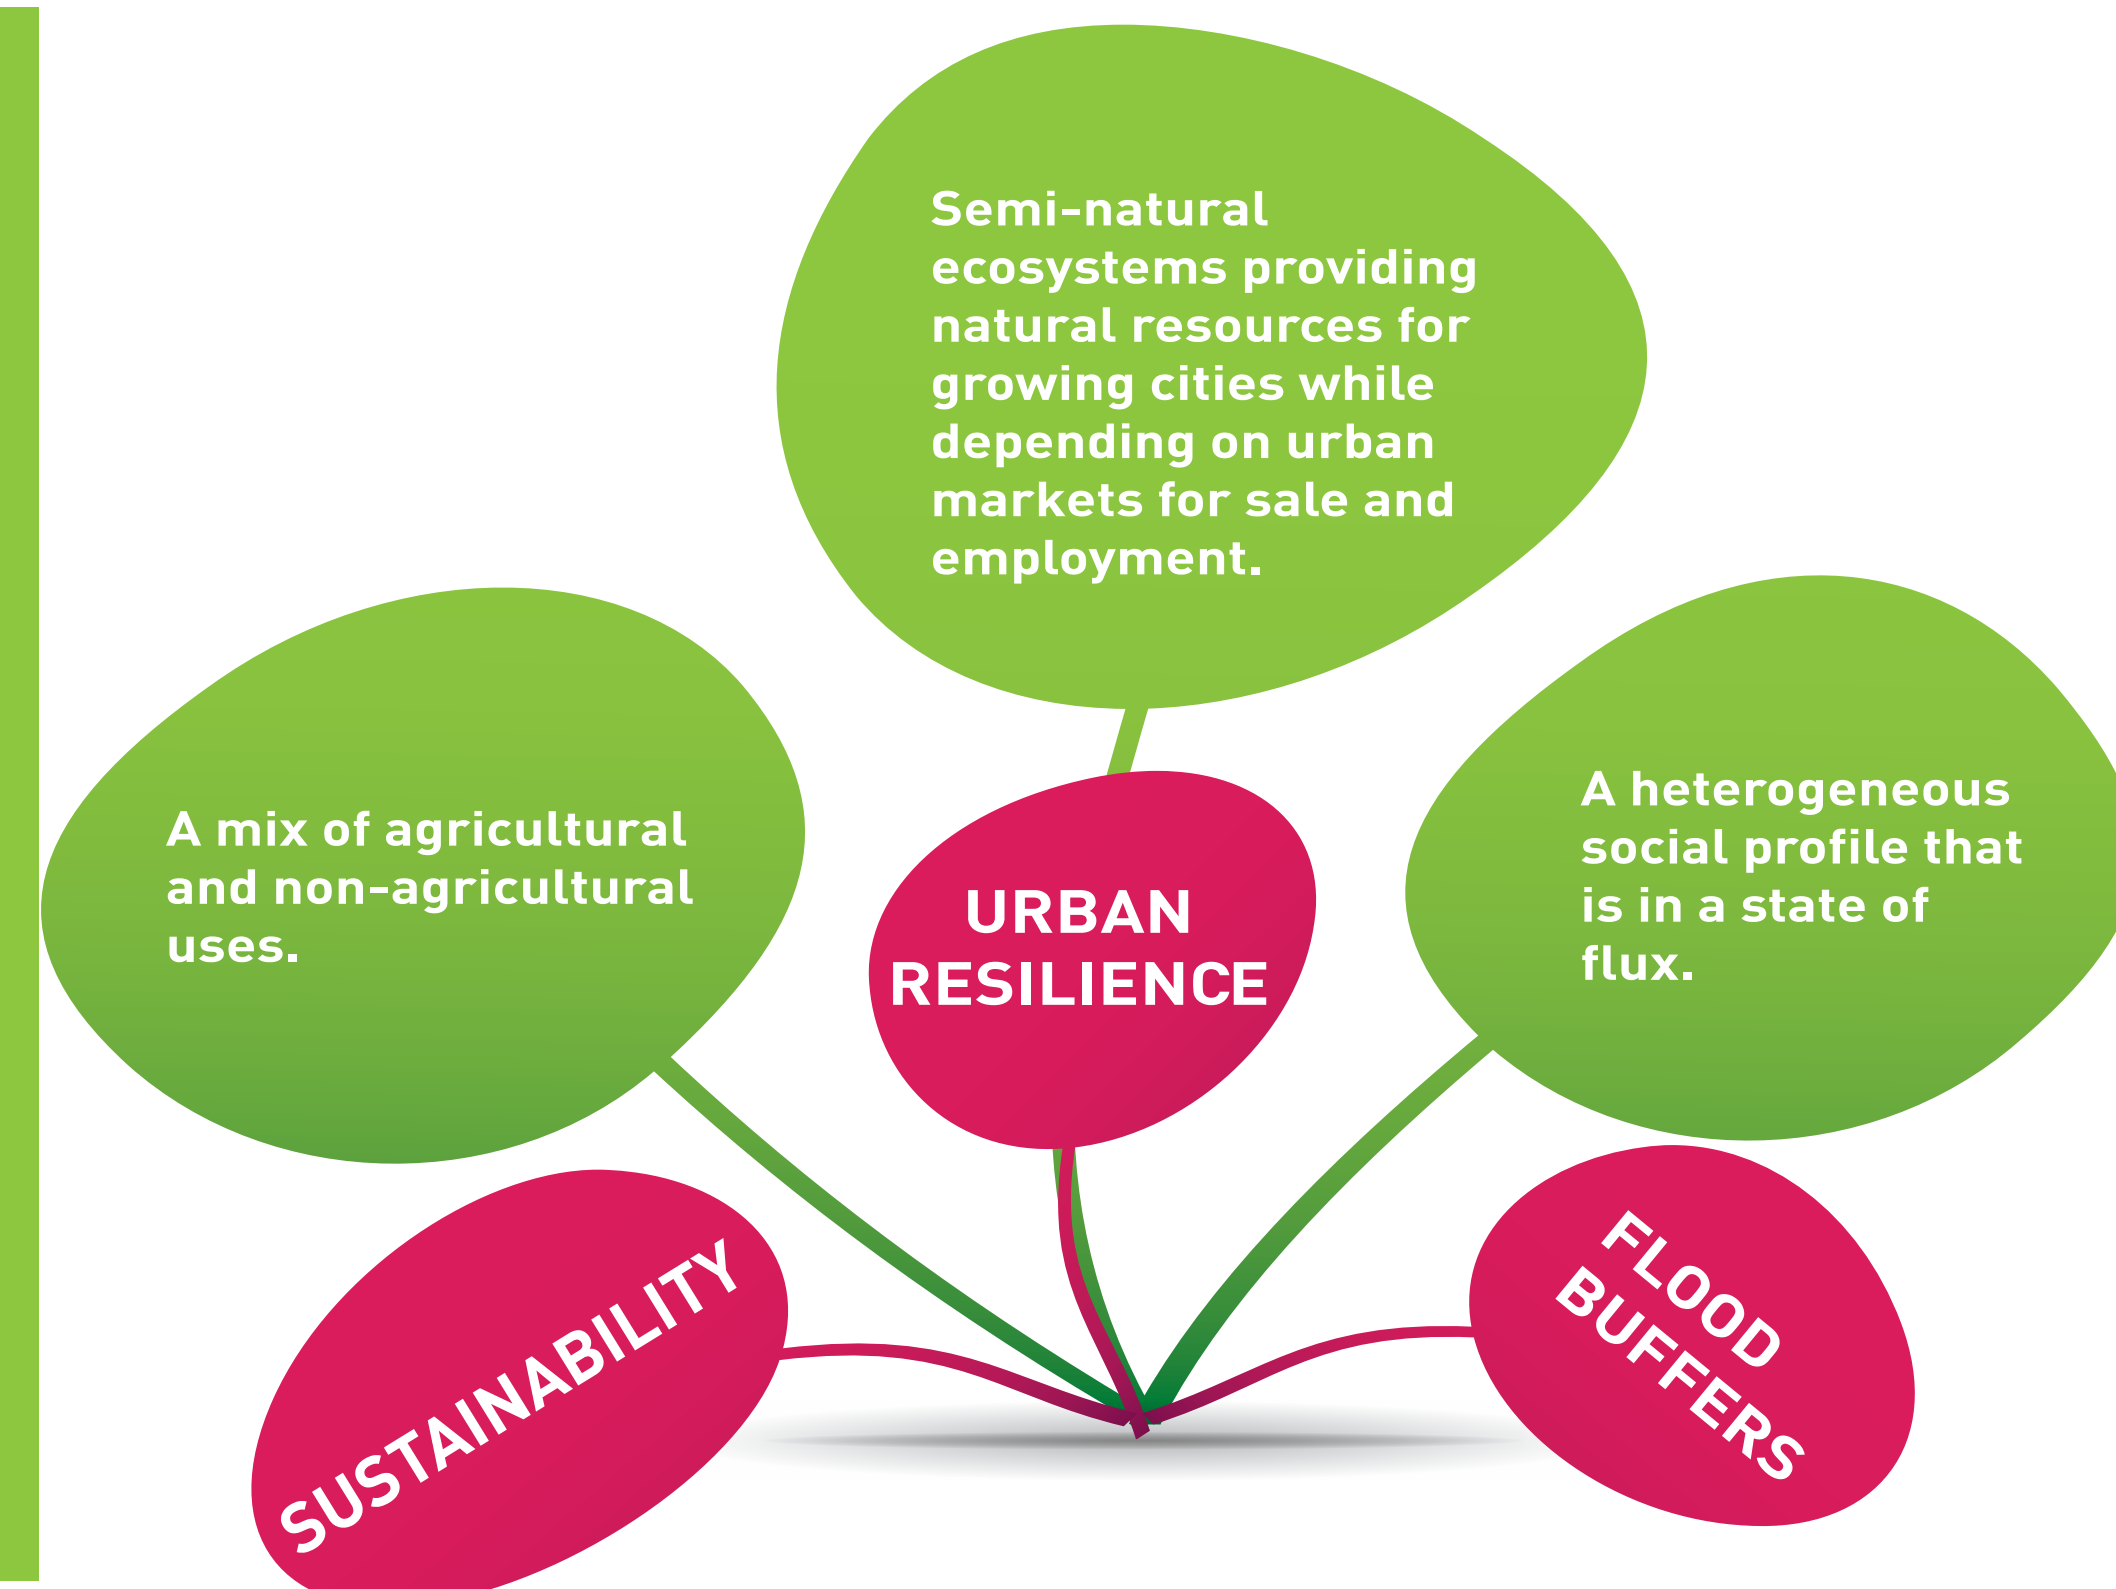 Semi-natural
ecosystems providing
natural resources for
growing cities while
depending on urban
markets for sale and
employment.
A mix of agricultural
and non-agricultural
uses.
URBAN
RESILIENCE
A heterogeneous
social profile that
is in a state of
flux.
SUSTAINABILITY
FLOOD
BUFFERS